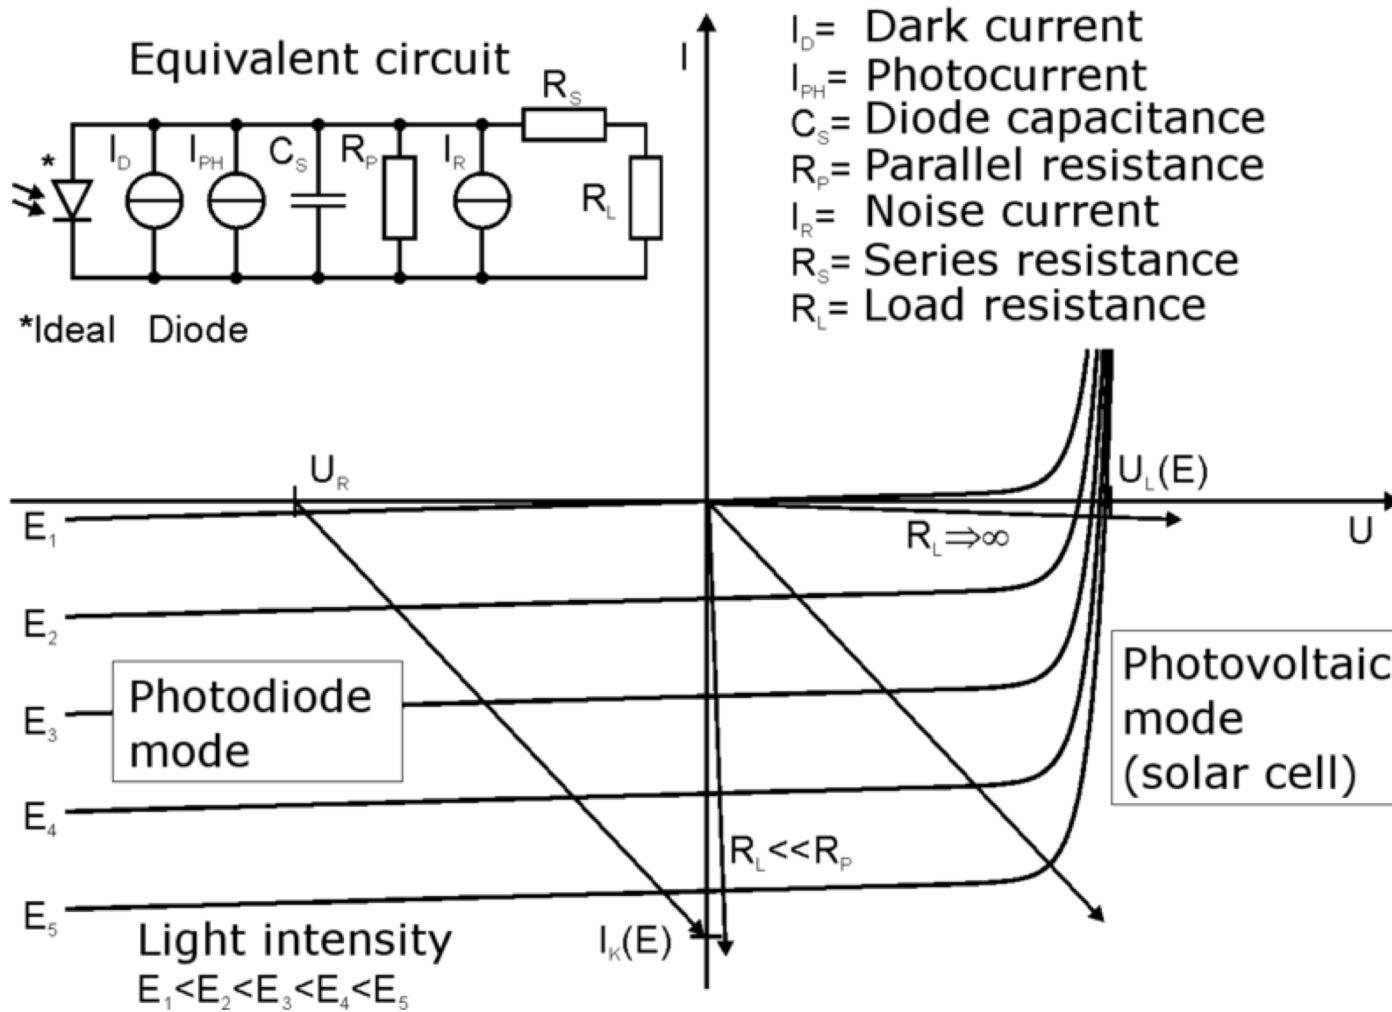 Equivalent circuit
I_D= Dark current
I_PH= Photocurrent
C_S= Diode capacitance
R_P= Parallel resistance
I_R= Noise current
R_S= Series resistance
R_L= Load resistance
R_S
* I_D I_PH C_S R_P I_R
R_L
*Ideal Diode
I
U_R
U_L(E)
U
E_1
R_L⇒∞
E_2
Photodiode
mode
Photovoltaic
mode
(solar cell)
E_3
E_4
R_L<<R_P
E_5
Light intensity
I_K(E)
E_1<E_2<E_3<E_4<E_5